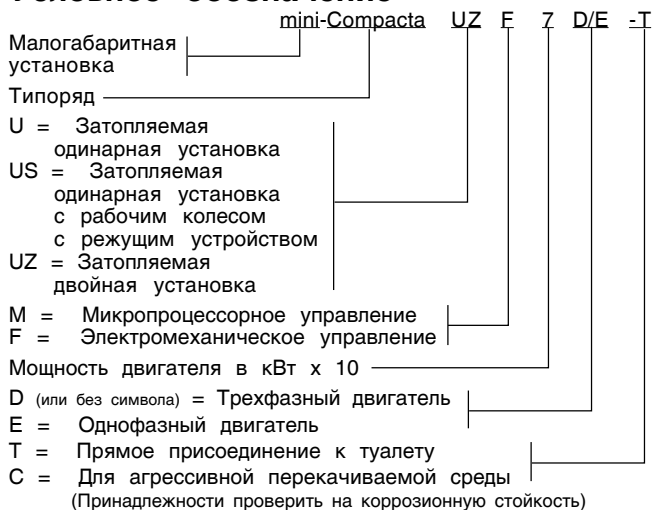 mini-Compacta UZ F 7 D/E -T
Малогабаритная
установка
Типоряд
U = Затопляемая
одинарная установка
US = Затопляемая
одинарная установка
с рабочим колесом
с режущим устройством
UZ = Затопляемая
двойная установка
M = Микропроцессорное управление
F = Электромеханическое управление
Мощность двигателя в кВт x 10
D (или без символа) = Трехфазный двигатель
E = Однофазный двигатель
T = Прямое присоединение к туалету
C = Для агрессивной перекачиваемой среды
(Принадлежности проверить на коррозионную стойкость)